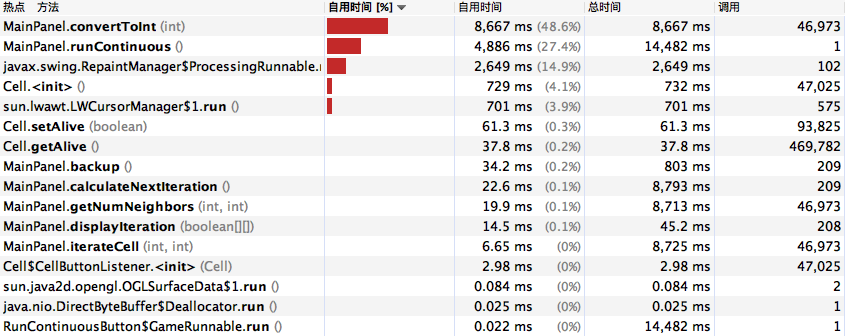 热点 方法 自用时间 [%] 自用时间 总时间 调用
MainPanel.convertToInt (int) 8,667 ms (48.6%) 8,667 ms 46,973
MainPanel.runContinuous () 4,886 ms (27.4%) 14,482 ms 1
javax.swing.RepaintManager$ProcessingRunnable.r 2,649 ms (14.9%) 2,649 ms 102
Cell.<init> () 729 ms (4.1%) 732 ms 47,025
sun.lwawt.LWCursorManager$1.run () 701 ms (3.9%) 701 ms 575
Cell.setAlive (boolean) 61.3 ms (0.3%) 61.3 ms 93,825
Cell.getAlive () 37.8 ms (0.2%) 37.8 ms 469,782
MainPanel.backup () 34.2 ms (0.2%) 803 ms 209
MainPanel.calculateNextIteration () 22.6 ms (0.1%) 8,793 ms 209
MainPanel.getNumNeighbors (int, int) 19.9 ms (0.1%) 8,713 ms 46,973
MainPanel.displayIteration (boolean[][]) 14.5 ms (0.1%) 45.2 ms 208
MainPanel.iterateCell (int, int) 6.65 ms (0%) 8,725 ms 46,973
Cell$CellButtonListener.<init> (Cell) 2.98 ms (0%) 2.98 ms 47,025
sun.java2d.opengl.OGLSurfaceData$1.run () 0.084 ms (0%) 0.084 ms 2
java.nio.DirectByteBuffer$Deallocator.run () 0.025 ms (0%) 0.025 ms 1
RunContinuousButton$GameRunnable.run () 0.022 ms (0%) 14,482 ms 1